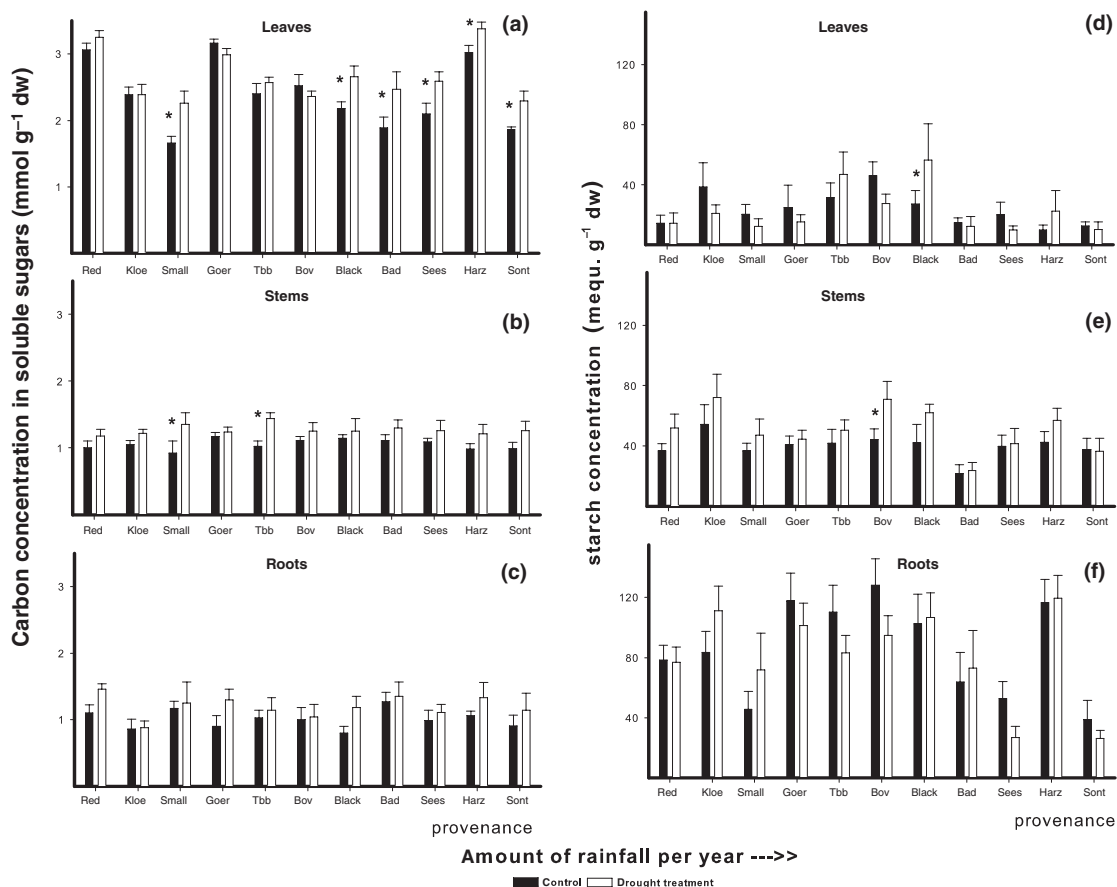 Carbon concentration in soluble sugars (mmol g⁻¹ dw)
Leaves
(a)
3
2
1
* * * * * *
Red Kloe Small Goer Tbb Bov Black Bad Sees Harz Sont
Stems
(b)
3
2
1
* *
Red Kloe Small Goer Tbb Bov Black Bad Sees Harz Sont
Roots
(c)
3
2
1
Red Kloe Small Goer Tbb Bov Black Bad Sees Harz Sont
provenance
starch concentration (mequ. g⁻¹ dw)
Leaves
(d)
120
80
40
*
Red Kloe Small Goer Tbb Bov Black Bad Sees Harz Sont
Stems
(e)
120
80
40
*
Red Kloe Small Goer Tbb Bov Black Bad Sees Harz Sont
Roots
(f)
120
80
40
Red Kloe Small Goer Tbb Bov Black Bad Sees Harz Sont
provenance
Amount of rainfall per year --->>
Control Drought treatment